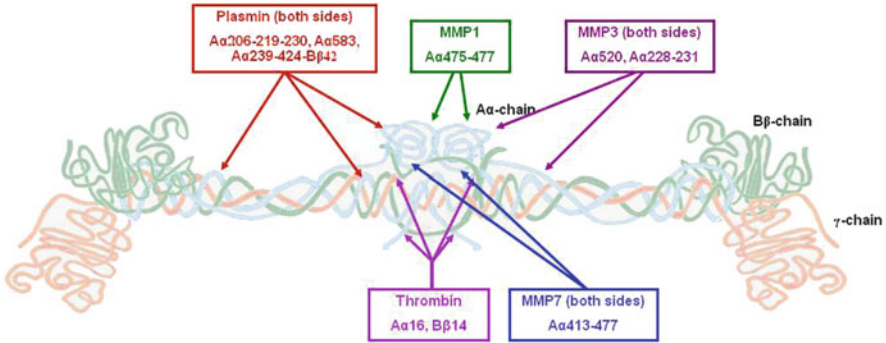 Plasmin (both sides)
Aα206-219-230, Aα583,
Aα239-424-Bβ42
MMP1
Aα475-477
MMP3 (both sides)
Aα520, Aα228-231
Aα-chain
Bβ-chain
γ-chain
Thrombin
Aα16, Bβ14
MMP7 (both sides)
Aα413-477